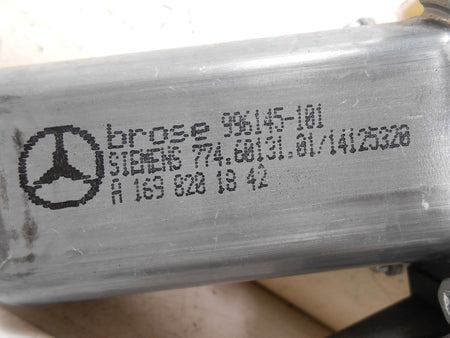 brose 996145-101
SIEMENS 774.60131.01/14125320
A 169 820 18 42